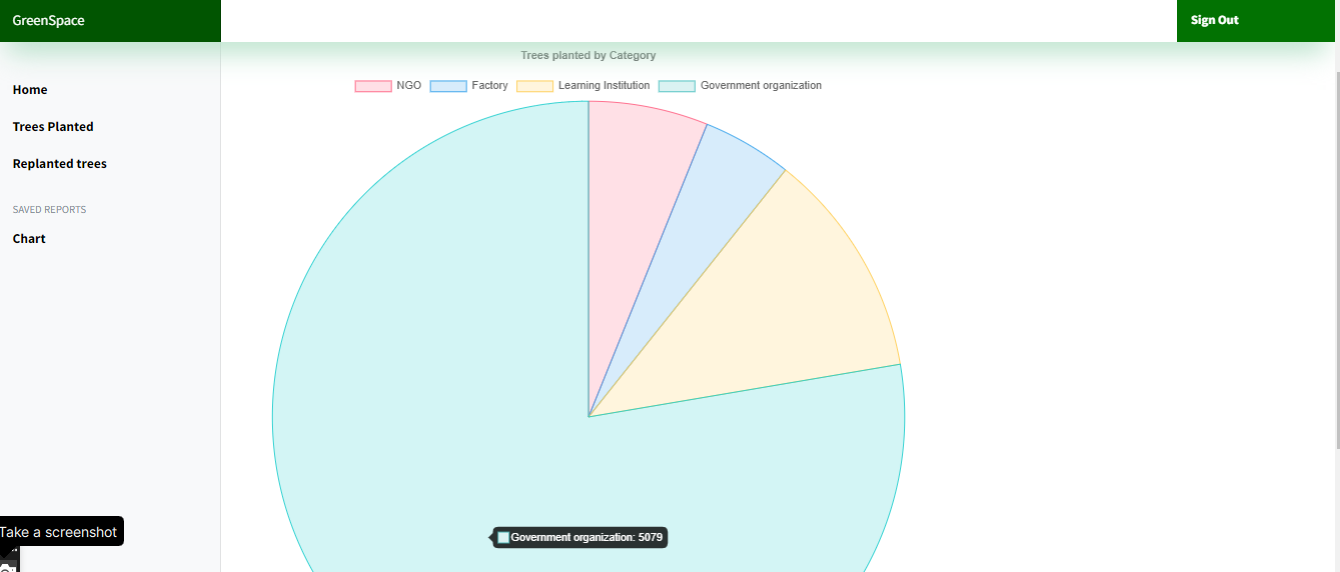 GreenSpace
Sign Out
Home
Trees Planted
Replanted trees
SAVED REPORTS
Chart
Trees planted by Category
NGO Factory Learning Institution Government organization
Government organization: 5079
Take a screenshot